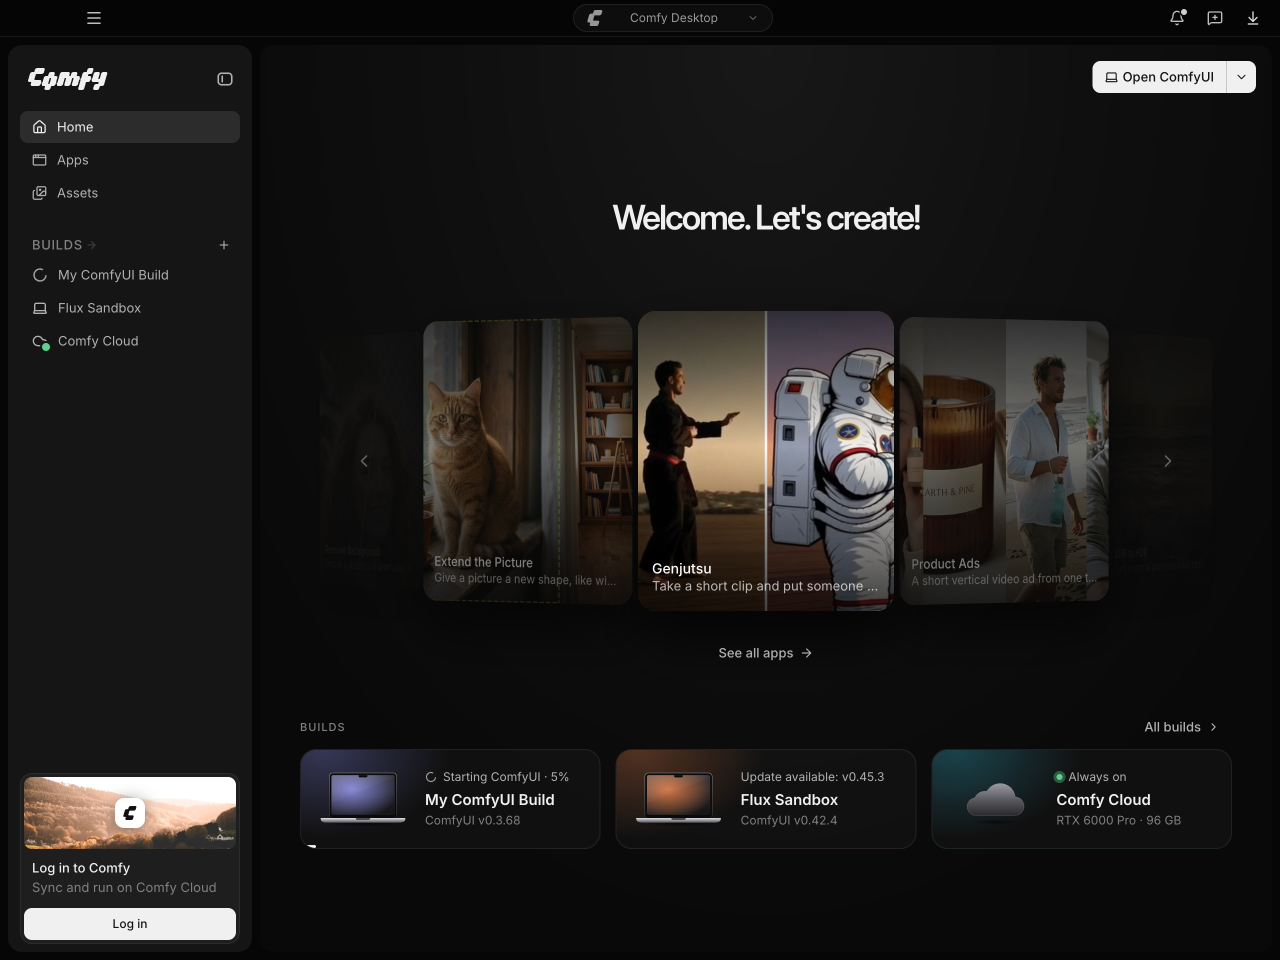 Comfy Desktop
Comfy
Open ComfyUI
Home
Apps
Assets
BUILDS
My ComfyUI Build
Flux Sandbox
Comfy Cloud
Welcome. Let's create!
EARTH & PINE
Extend the Picture
Give a picture a new shape, like wi...
Genjutsu
Take a short clip and put someone ...
Product Ads
A short vertical video ad from one t...
See all apps
BUILDS
All builds
Starting ComfyUI · 5%
My ComfyUI Build
ComfyUI v0.3.68
Update available: v0.45.3
Flux Sandbox
ComfyUI v0.42.4
Always on
Comfy Cloud
RTX 6000 Pro · 96 GB
Log in to Comfy
Sync and run on Comfy Cloud
Log in